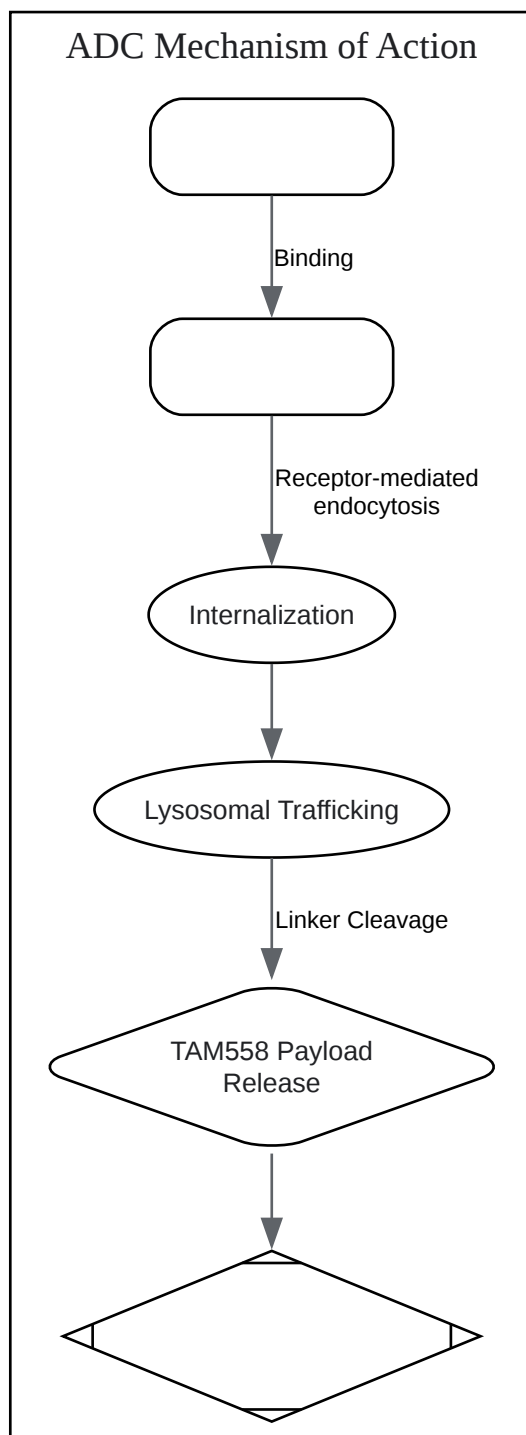 ADC Mechanism of Action
Binding
Receptor-mediated
endocytosis
Internalization
Lysosomal Trafficking
Linker Cleavage
TAM558 Payload
Release